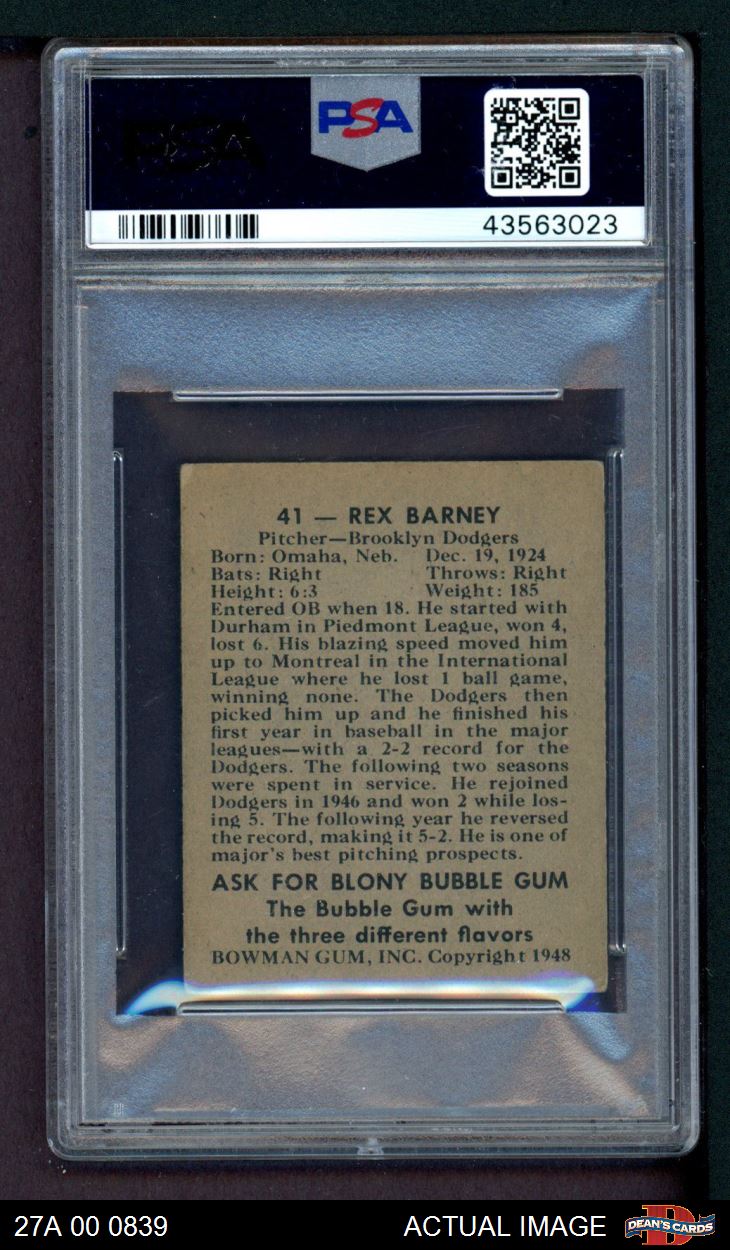 PSA
43563023
41 — REX BARNEY
Pitcher—Brooklyn Dodgers
Born: Omaha, Neb. Dec. 19, 1924
Bats: Right Throws: Right
Height: 6:3 Weight: 185
Entered OB when 18. He started with
Durham in Piedmont League, won 4,
lost 6. His blazing speed moved him
up to Montreal in the International
League where he lost 1 ball game,
winning none. The Dodgers then
picked him up and he finished his
first year in baseball in the major
leagues—with a 2-2 record for the
Dodgers. The following two seasons
were spent in service. He rejoined
Dodgers in 1946 and won 2 while los-
ing 5. The following year he reversed
the record, making it 5-2. He is one of
major's best pitching prospects.
ASK FOR BLONY BUBBLE GUM
The Bubble Gum with
the three different flavors
BOWMAN GUM, INC. Copyright 1948
27A 00 0839 ACTUAL IMAGE DEAN'S CARDS